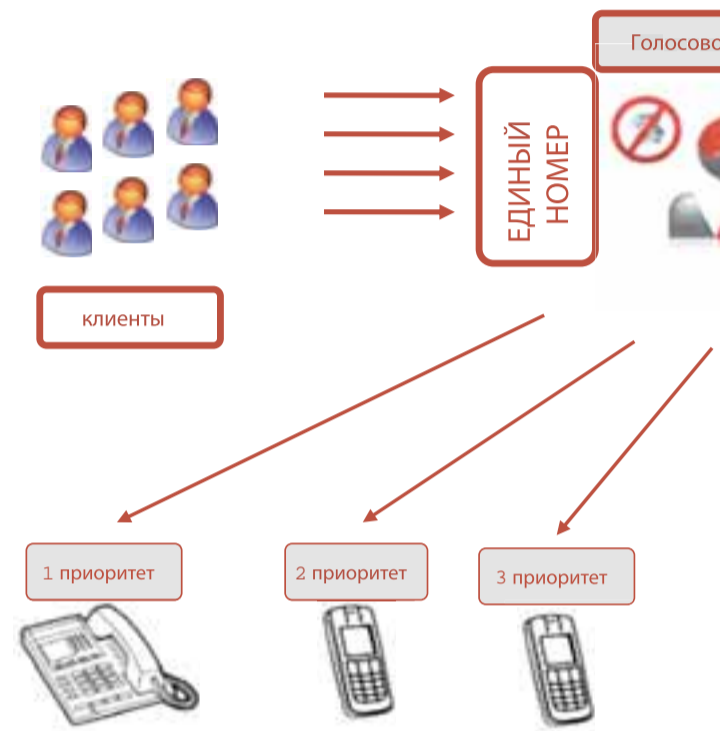 Голосово
ЕДИНЫЙ
НОМЕР
клиенты
1 приоритет
2 приоритет
3 приоритет